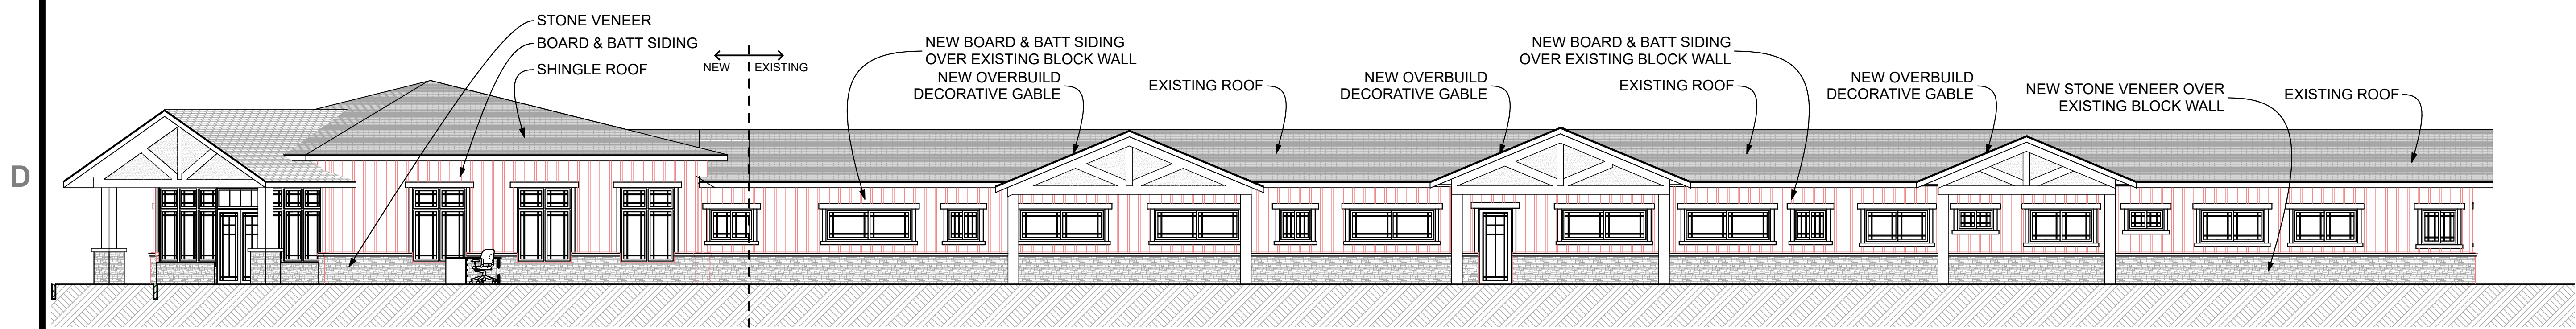 STONE VENEER
BOARD & BATT SIDING
SHINGLE ROOF
NEW
EXISTING
NEW BOARD & BATT SIDING
OVER EXISTING BLOCK WALL
NEW OVERBUILD
DECORATIVE GABLE
EXISTING ROOF
NEW OVERBUILD
DECORATIVE GABLE
NEW BOARD & BATT SIDING
OVER EXISTING BLOCK WALL
EXISTING ROOF
NEW OVERBUILD
DECORATIVE GABLE
NEW STONE VENEER OVER
EXISTING BLOCK WALL
EXISTING ROOF
D